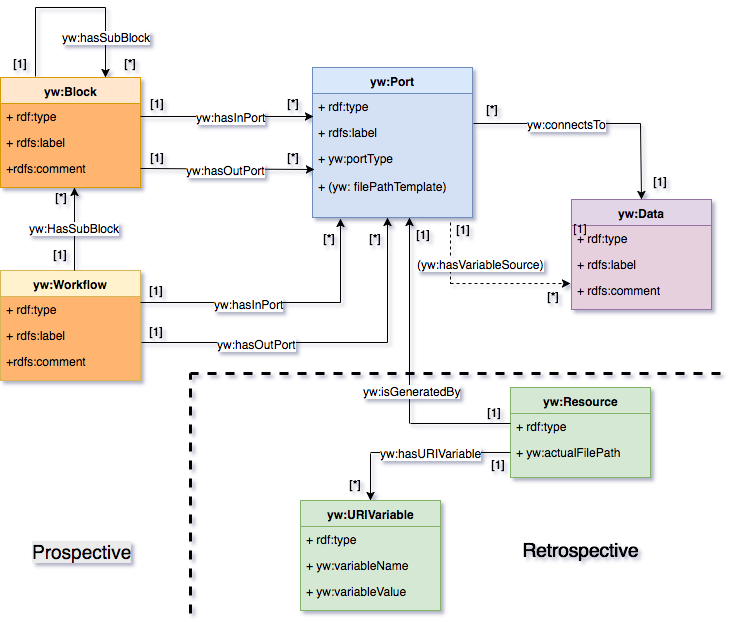 yw:hasSubBlock
[1]
[*]
yw:Block
+ rdf:type
+ rdfs:label
+rdfs:comment
[1]
yw:hasInPort
[*]
[1]
yw:hasOutPort
[*]
yw:Port
+ rdf:type
+ rdfs:label
+ yw:portType
+ (yw: filePathTemplate)
[*]
yw:connectsTo
[1]
yw:Data
[1]
+ rdf:type
+ rdfs:label
+ rdfs:comment
[*]
yw:HasSubBlock
[1]
yw:Workflow
+ rdf:type
+ rdfs:label
+rdfs:comment
[1]
yw:hasInPort
[*]
[1]
yw:hasOutPort
[*]
[1]
[1]
(yw:hasVariableSource)
[*]
yw:isGeneratedBy
[1]
yw:Resource
+ rdf:type
+ yw:actualFilePath
yw:hasURIVariable
[1]
[*]
yw:URIVariable
+ rdf:type
+ yw:variableName
+ yw:variableValue
Prospective
Retrospective